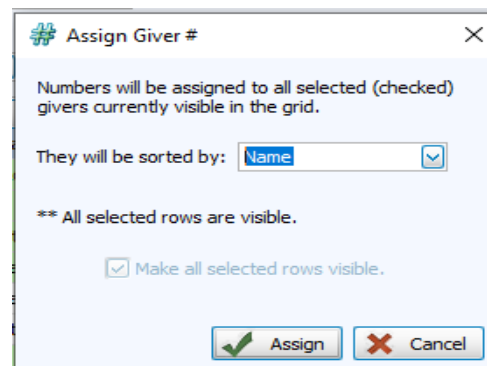 Assign Giver #
Numbers will be assigned to all selected (checked)
givers currently visible in the grid.
They will be sorted by: Name
** All selected rows are visible.
Make all selected rows visible.
Assign Cancel